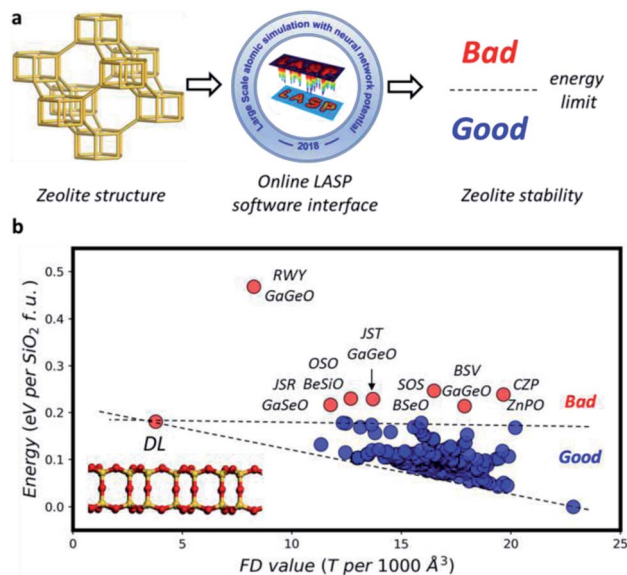 a
Large Scale atomic simulation with neural network potential
LASP
LASP
2018
Bad
energy
limit
Good
Zeolite structure
Online LASP
software interface
Zeolite stability
b
Energy (eV per SiO₂ f.u.)
0.5
0.4
0.3
0.2
0.1
0.0
RWY
GaGeO
JST
GaGeO
OSO
BeSiO
JSR
GaSeO
SOS
BSeO
BSV
GaGeO
CZP
ZnPO
Bad
Good
DL
0
5
10
15
20
25
FD value (T per 1000 Å³)